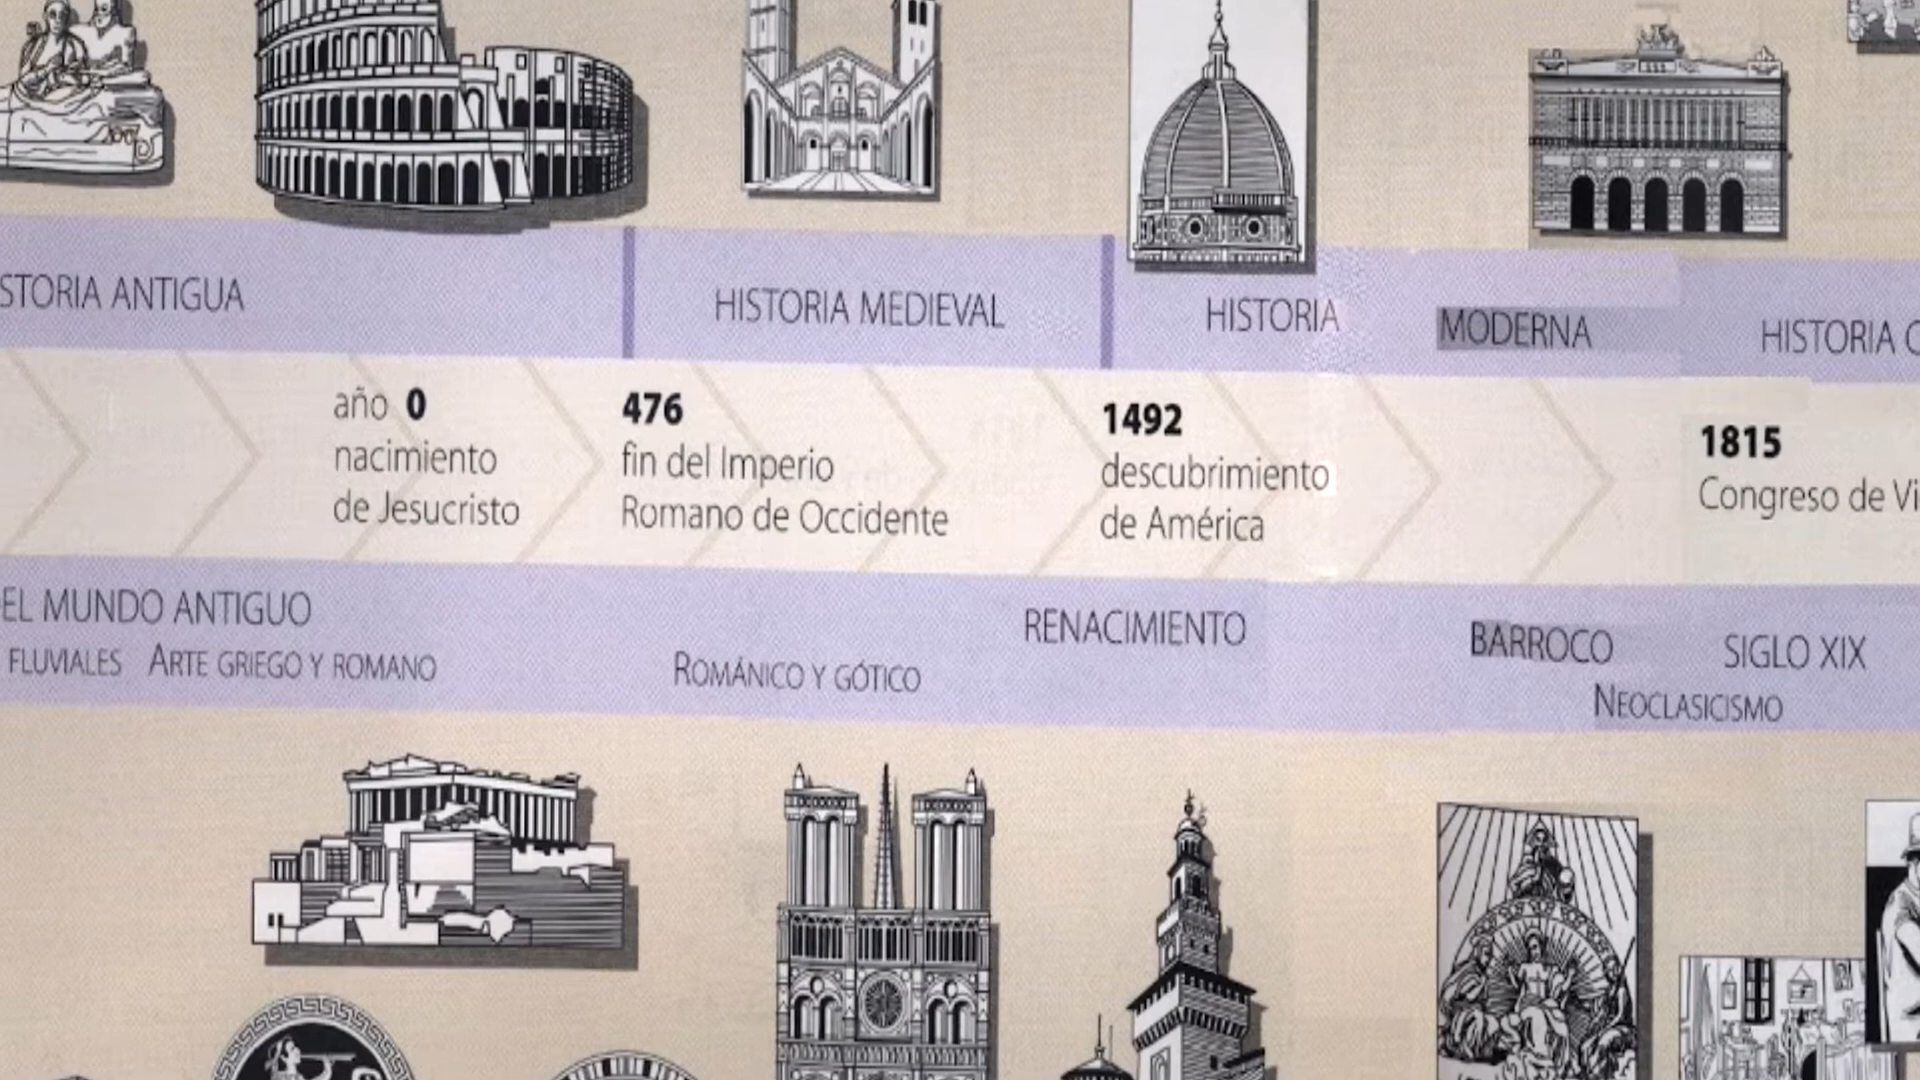 STORIA ANTIGUA
HISTORIA MEDIEVAL
HISTORIA MODERNA
HISTORIA
año 0
nacimiento
de Jesucristo
476
fin del Imperio
Romano de Occidente
1492
descubrimiento
de América
1815
Congreso de Vi
EL MUNDO ANTIGUO
FLUVIALES ARTE GRIEGO Y ROMANO
ROMÁNICO Y GÓTICO
RENACIMIENTO
BARROCO
SIGLO XIX
NEOCLASICISMO